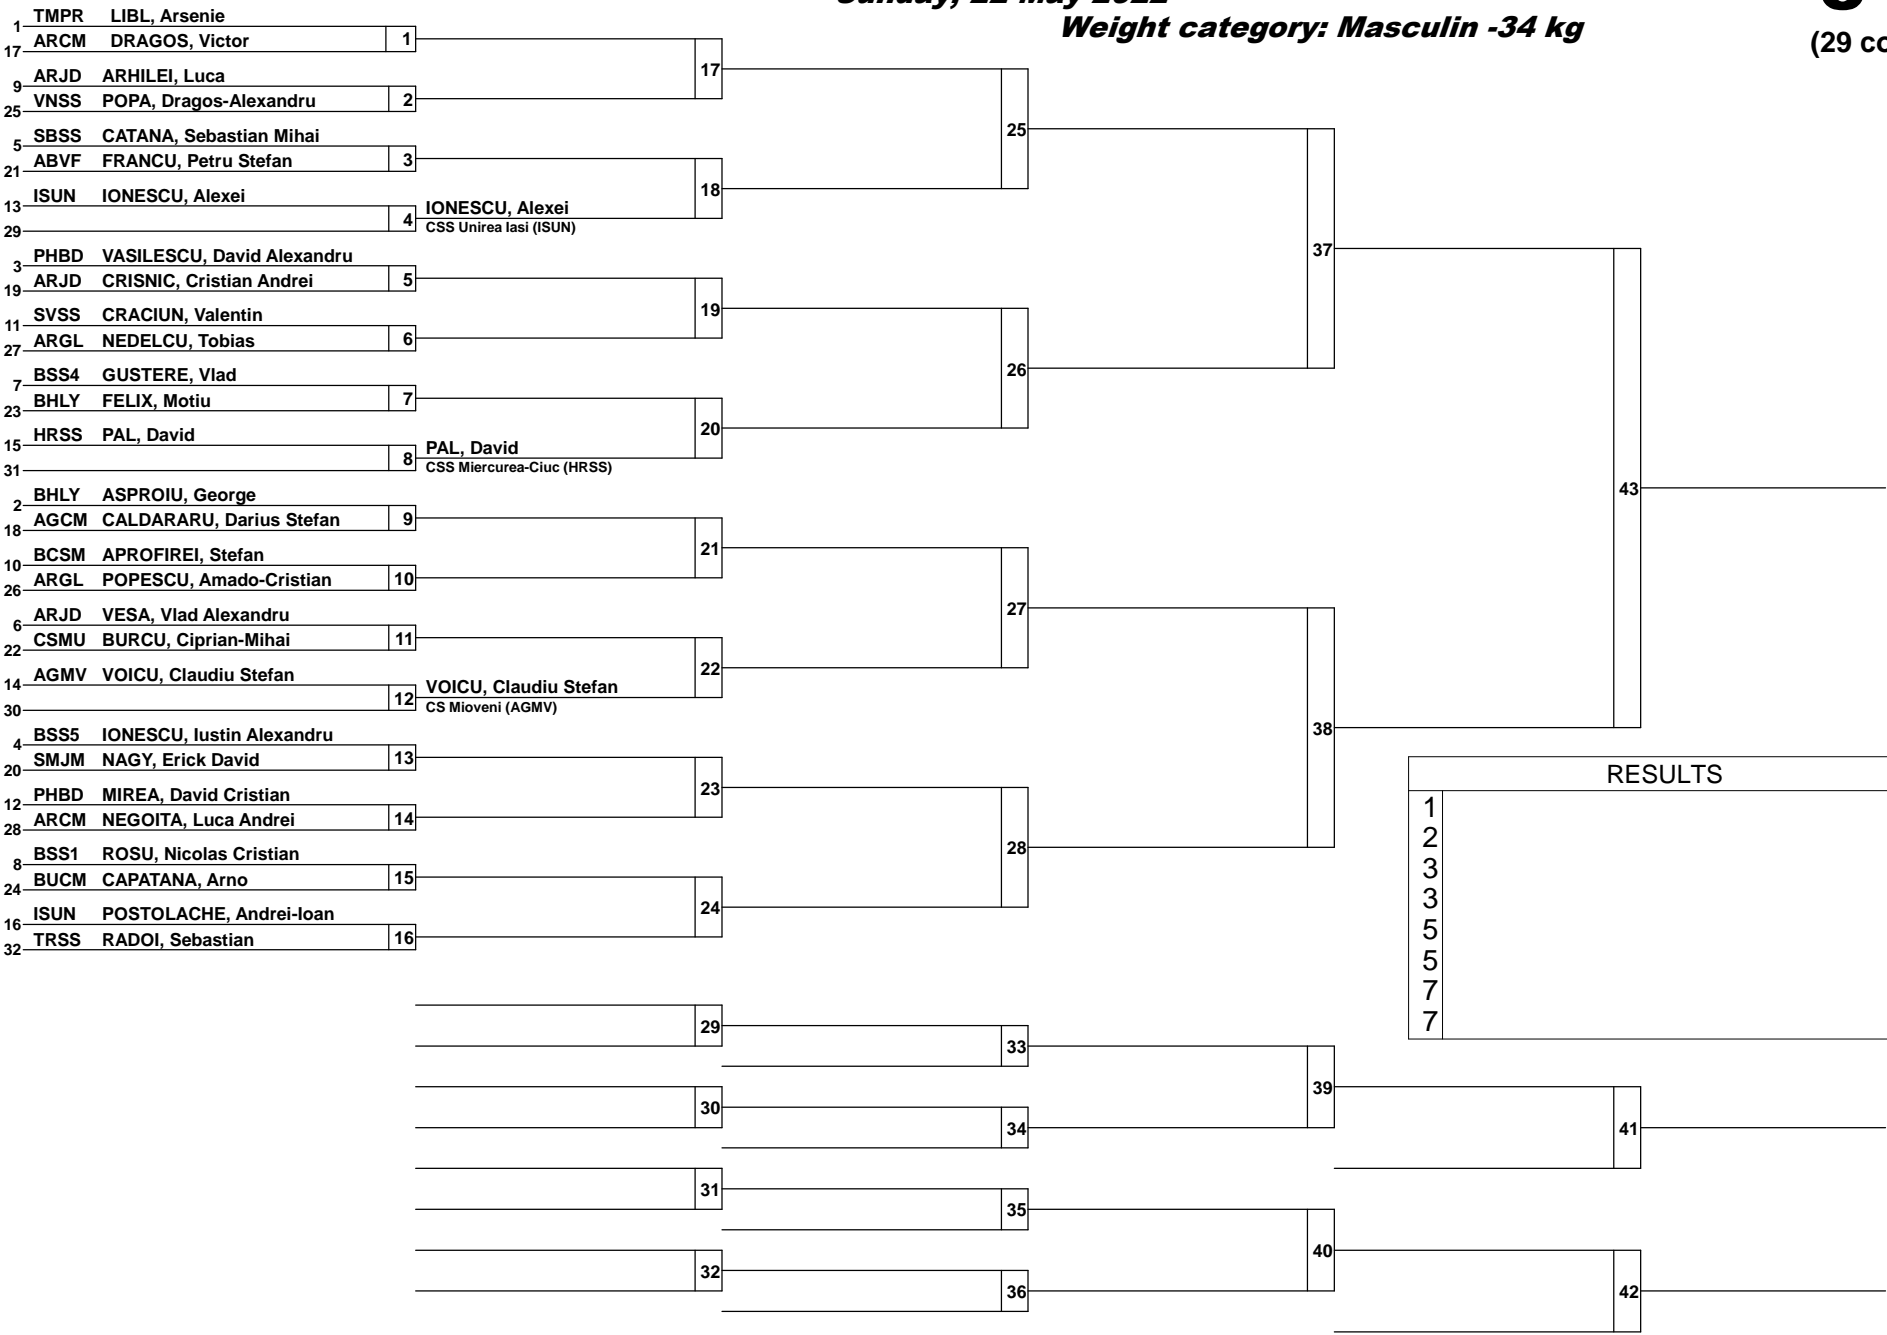 Sunday, 22 May 2022
Weight category: Masculin -34 kg
(29 co
1 TMPR LIBL, Arsenie
17 ARCM DRAGOS, Victor
1
9 ARJD ARHILEI, Luca
25 VNSS POPA, Dragos-Alexandru
2
17
5 SBSS CATANA, Sebastian Mihai
21 ABVF FRANCU, Petru Stefan
3
13 ISUN IONESCU, Alexei
29
4
IONESCU, Alexei
CSS Unirea Iasi (ISUN)
18
25
3 PHBD VASILESCU, David Alexandru
19 ARJD CRISNIC, Cristian Andrei
5
11 SVSS CRACIUN, Valentin
27 ARGL NEDELCU, Tobias
6
19
7 BSS4 GUSTERE, Vlad
23 BHLY FELIX, Motiu
7
15 HRSS PAL, David
31
8
PAL, David
CSS Miercurea-Ciuc (HRSS)
20
26
37
2 BHLY ASPROIU, George
18 AGCM CALDARARU, Darius Stefan
9
10 BCSM APROFIREI, Stefan
26 ARGL POPESCU, Amado-Cristian
10
21
6 ARJD VESA, Vlad Alexandru
22 CSMU BURCU, Ciprian-Mihai
11
14 AGMV VOICU, Claudiu Stefan
30
12
VOICU, Claudiu Stefan
CS Mioveni (AGMV)
22
27
4 BSS5 IONESCU, Iustin Alexandru
20 SMJM NAGY, Erick David
13
12 PHBD MIREA, David Cristian
28 ARCM NEGOITA, Luca Andrei
14
23
8 BSS1 ROSU, Nicolas Cristian
24 BUCM CAPATANA, Arno
15
16 ISUN POSTOLACHE, Andrei-Ioan
32 TRSS RADOI, Sebastian
16
24
28
38
43
RESULTS
1
2
3
3
5
5
7
7
29
33
30
34
39
41
31
35
32
36
40
42